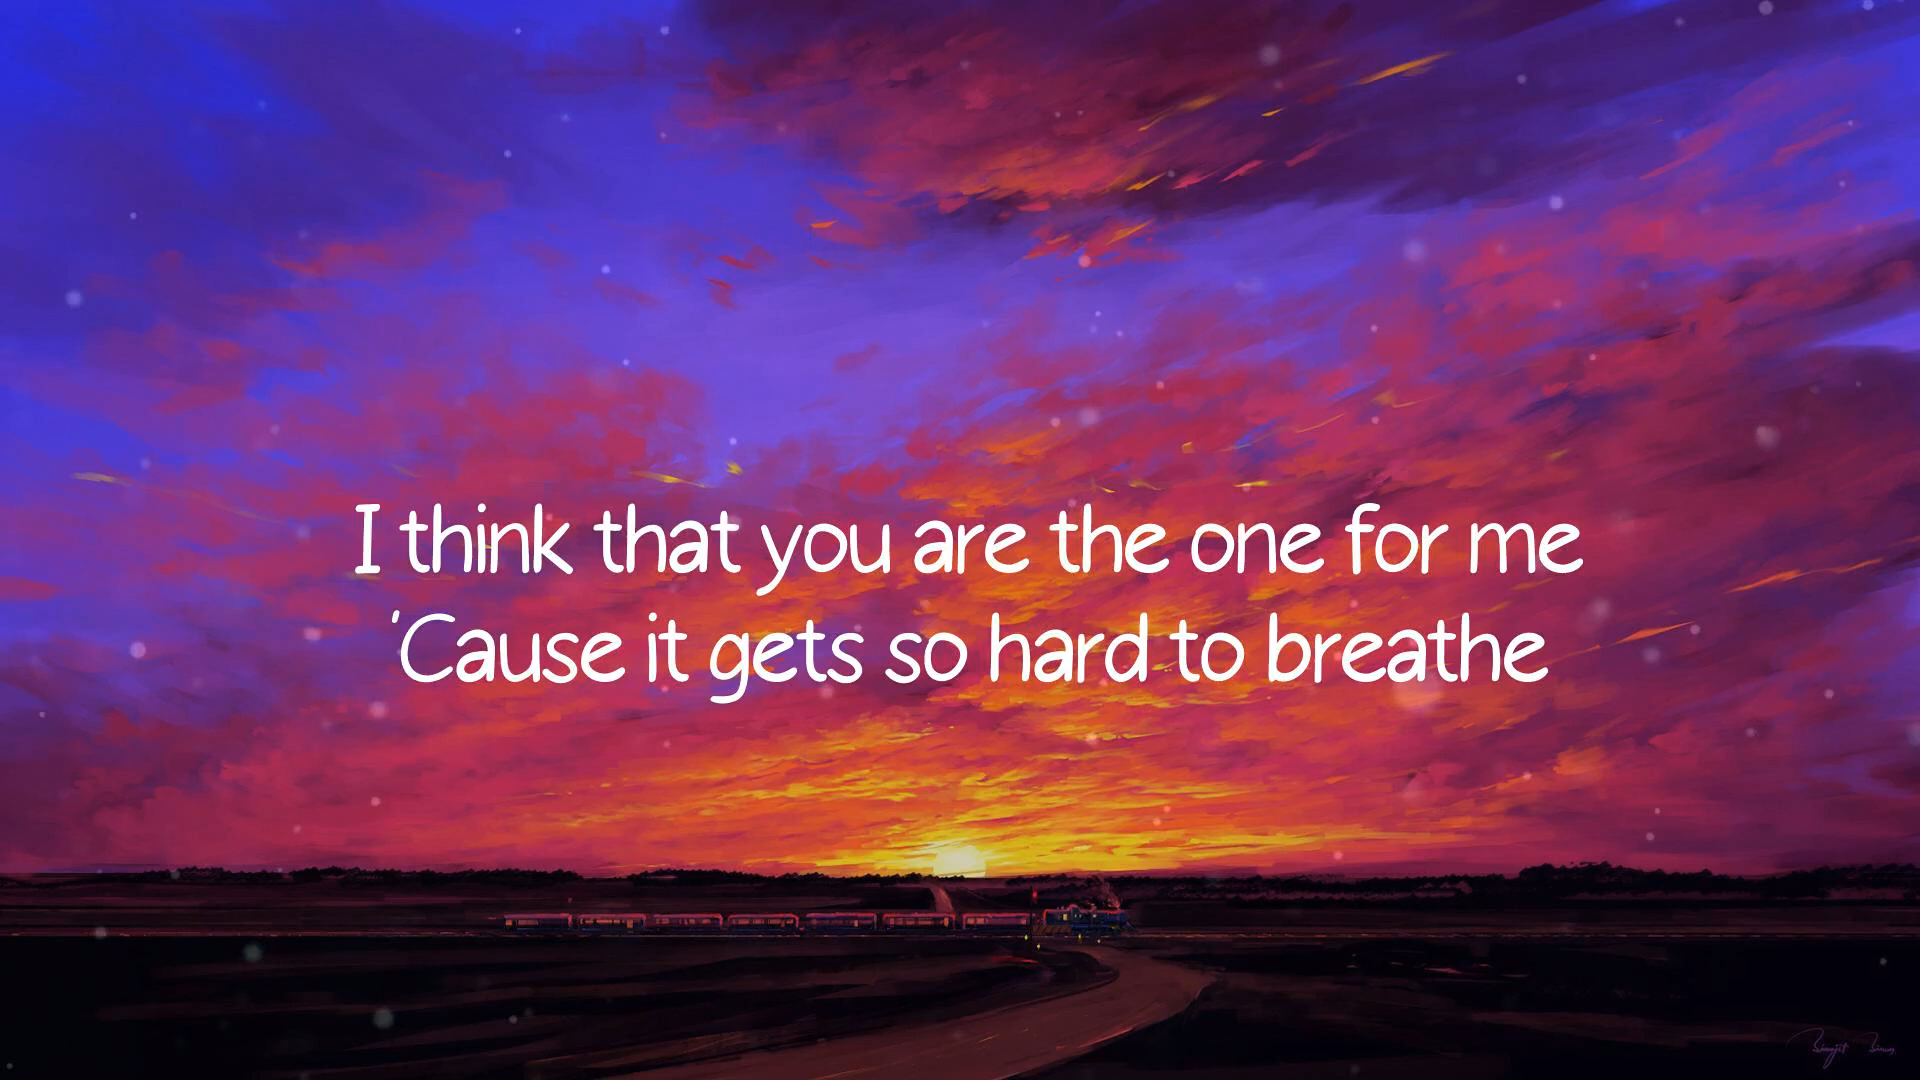 I think that you are the one for me
'Cause it gets so hard to breathe